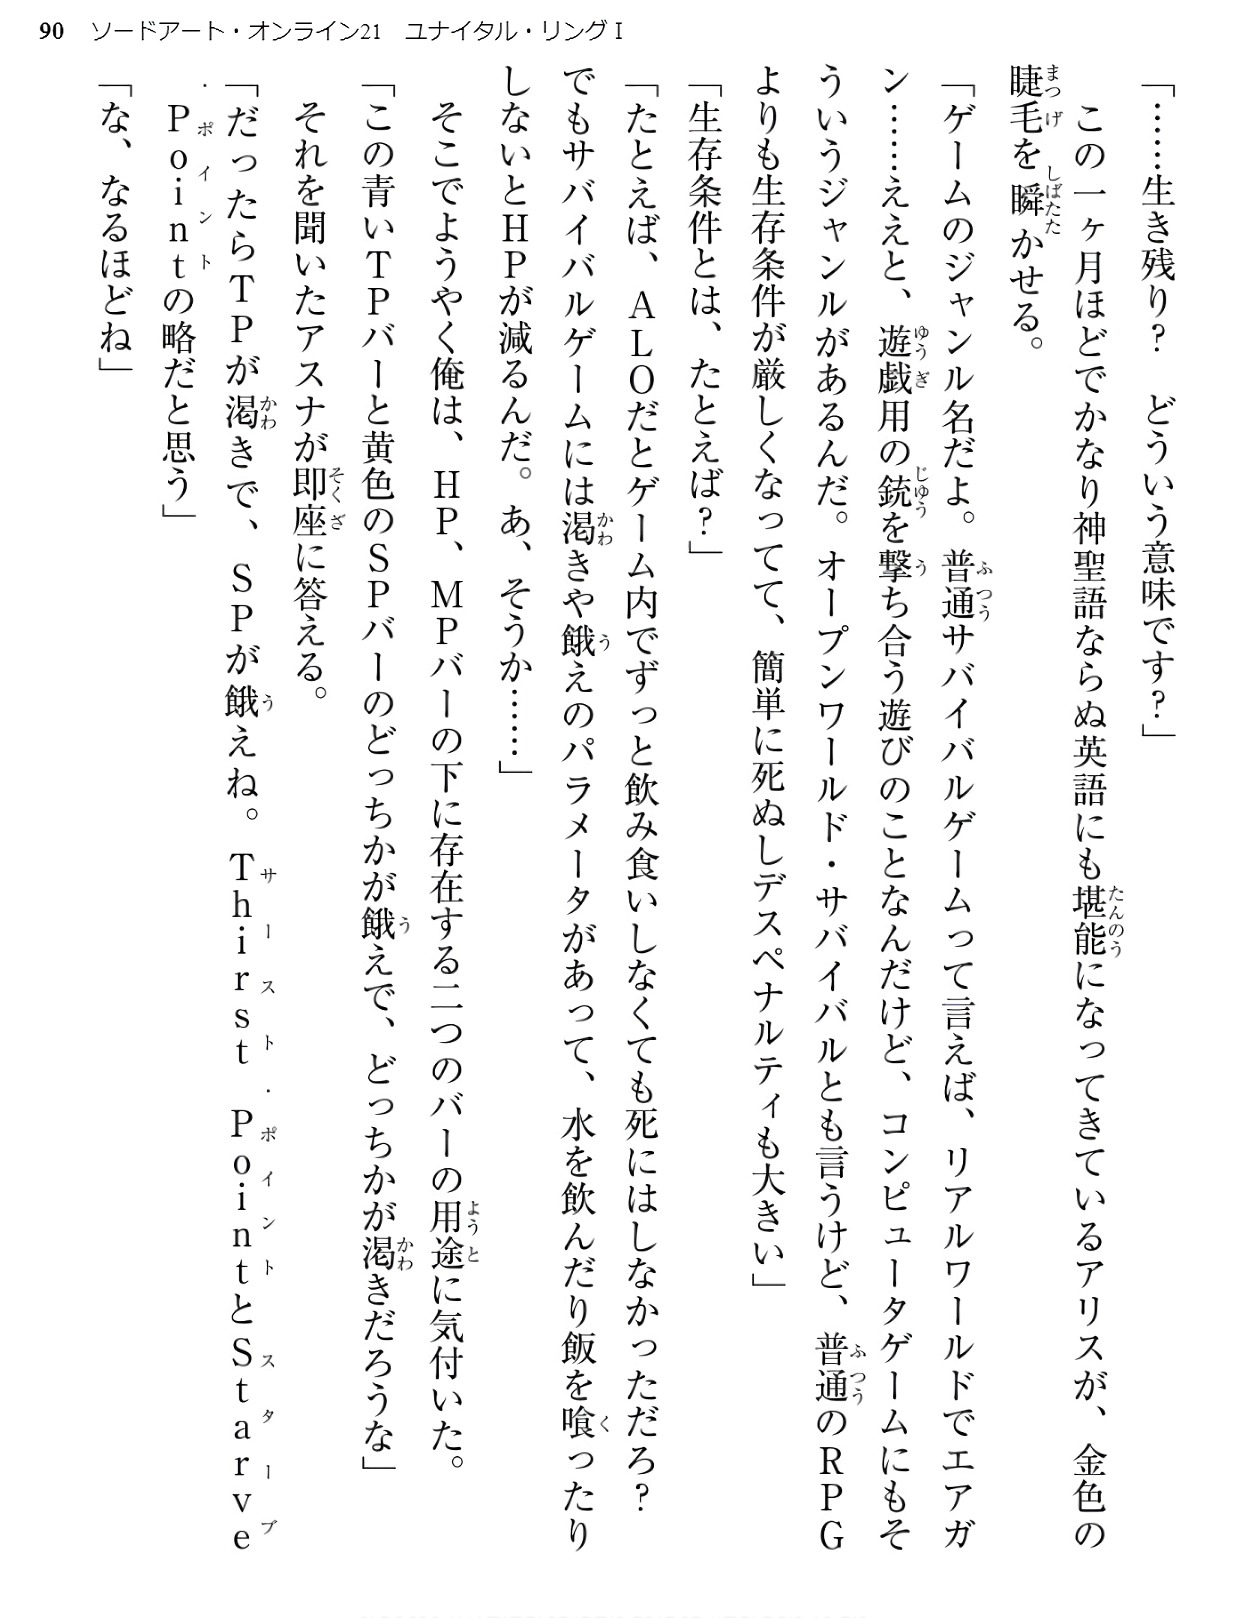 90 ソードアート・オンライン21 ユナイタル・リングⅠ
「……生き残り? どういう意味です?」
この一ヶ月ほどでかなり神聖語ならぬ英語にも堪能になってきているアリスが、金色の
睫毛を瞬かせる。
「ゲームのジャンル名だよ。普通サバイバルゲームって言えば、リアルワールドでエアガ
ン……ええと、遊戯用の銃を撃ち合う遊びのことなんだけど、コンピュータゲームにもそ
ういうジャンルがあるんだ。オープンワールド・サバイバルとも言うけど、普通のRPG
よりも生存条件が厳しくなってて、簡単に死ぬしデスペナルティも大きい」
「生存条件とは、たとえば?」
「たとえば、ALOだとゲーム内でずっと飲み食いしなくても死にはしなかっただろ?
でもサバイバルゲームには渇きや餓えのパラメータがあって、水を飲んだり飯を喰ったり
しないとHPが減るんだ。あ、そうか……」
そこでようやく俺は、HP、MPバーの下に存在する二つのバーの用途に気付いた。
「この青いTPバーと黄色のSPバーのどっちかが餓えで、どっちかが渇きだろうな」
それを聞いたアスナが即座に答える。
「だったらTPが渇きで、SPが餓えね。Thirst PointとStarve
Pointの略だと思う」
「な、なるほどね」